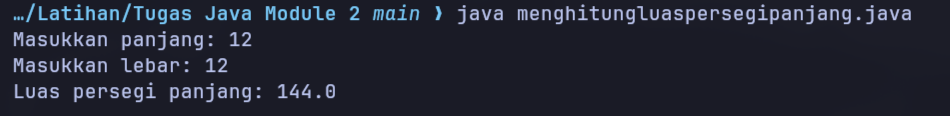 …/Latihan/Tugas Java Module 2 main ❯ java menghitungluaspersegipanjang.java
Masukkan panjang: 12
Masukkan lebar: 12
Luas persegi panjang: 144.0